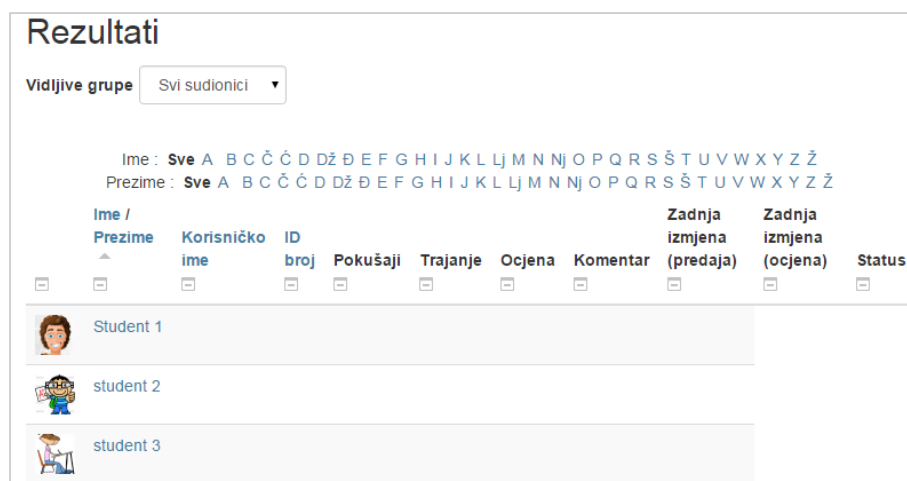 Rezultati
Vidljive grupe Svi sudionici
Ime : Sve A B C Č Ć D Dž Đ E F G H I J K L Lj M N Nj O P Q R S Š T U V W X Y Z Ž
Prezime : Sve A B C Č Ć D Dž Đ E F G H I J K L Lj M N Nj O P Q R S Š T U V W X Y Z Ž
Ime / Zadnja Zadnja
Prezime Korisničko ID izmjena izmjena
ime broj Pokušaji Trajanje Ocjena Komentar (predaja) (ocjena) Status
Student 1
student 2
student 3